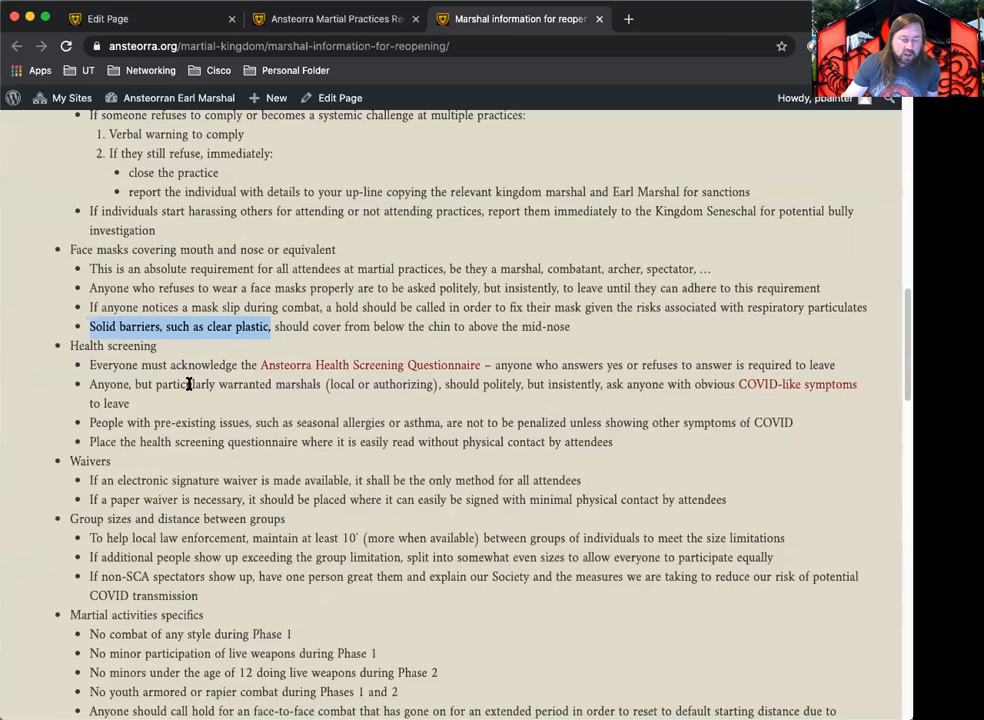 Edit Page
Ansteorra Martial Practices Re
Marshal information for reoper
ansteorra.org/martial-kingdom/marshal-information-for-reopening/
Apps UT Networking Cisco Personal Folder
My Sites Ansteorran Earl Marshal New Edit Page Howdy, pbainter
If someone refuses to comply or becomes a systemic challenge at multiple practices:
1. Verbal warning to comply
2. If they still refuse, immediately:
close the practice
report the individual with details to your up-line copying the relevant kingdom marshal and Earl Marshal for sanctions
If individuals start harassing others for attending or not attending practices, report them immediately to the Kingdom Seneschal for potential bully
investigation
Face masks covering mouth and nose or equivalent
This is an absolute requirement for all attendees at martial practices, be they a marshal, combatant, archer, spectator, …
Anyone who refuses to wear a face masks properly are to be asked politely, but insistently, to leave until they can adhere to this requirement
If anyone notices a mask slip during combat, a hold should be called in order to fix their mask given the risks associated with respiratory particulates
Solid barriers, such as clear plastic, should cover from below the chin to above the mid-nose
Health screening
Everyone must acknowledge the Ansteorra Health Screening Questionnaire – anyone who answers yes or refuses to answer is required to leave
Anyone, but particularly warranted marshals (local or authorizing), should politely, but insistently, ask anyone with obvious COVID-like symptoms
to leave
People with pre-existing issues, such as seasonal allergies or asthma, are not to be penalized unless showing other symptoms of COVID
Place the health screening questionnaire where it is easily read without physical contact by attendees
Waivers
If an electronic signature waiver is made available, it shall be the only method for all attendees
If a paper waiver is necessary, it should be placed where it can easily be signed with minimal physical contact by attendees
Group sizes and distance between groups
To help local law enforcement, maintain at least 10' (more when available) between groups of individuals to meet the size limitations
If additional people show up exceeding the group limitation, split into somewhat even sizes to allow everyone to participate equally
If non-SCA spectators show up, have one person great them and explain our Society and the measures we are taking to reduce our risk of potential
COVID transmission
Martial activities specifics
No combat of any style during Phase 1
No minor participation of live weapons during Phase 1
No minors under the age of 12 doing live weapons during Phase 2
No youth armored or rapier combat during Phases 1 and 2
Anyone should call hold for an face-to-face combat that has gone on for an extended period in order to reset to default starting distance due to